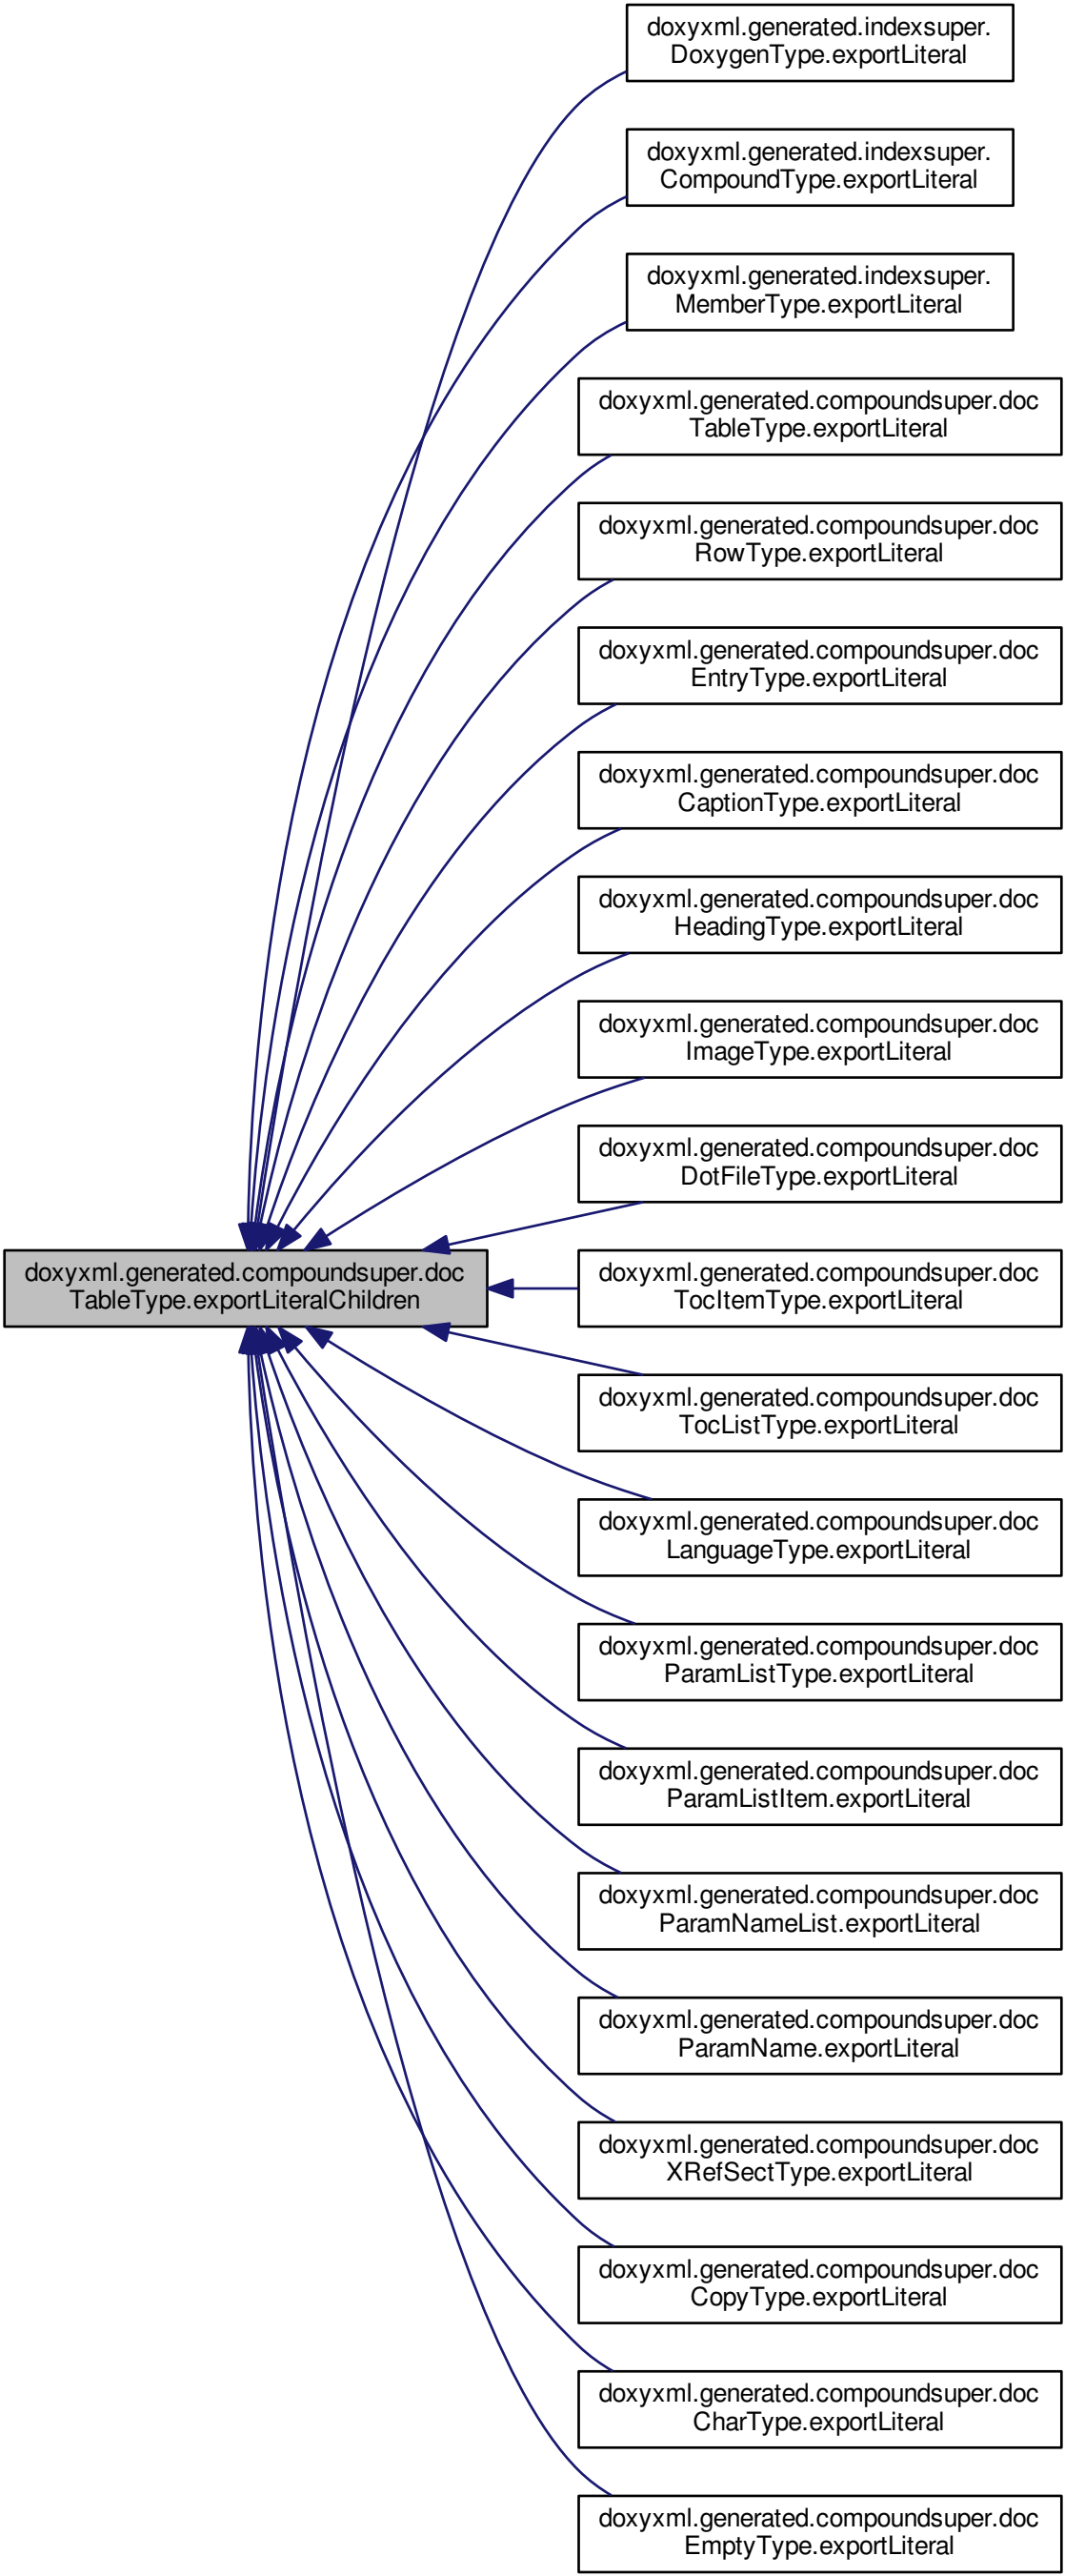 doxyxml.generated.indexsuper.
DoxygenType.exportLiteral
doxyxml.generated.indexsuper.
CompoundType.exportLiteral
doxyxml.generated.indexsuper.
MemberType.exportLiteral
doxyxml.generated.compoundsuper.doc
TableType.exportLiteral
doxyxml.generated.compoundsuper.doc
RowType.exportLiteral
doxyxml.generated.compoundsuper.doc
EntryType.exportLiteral
doxyxml.generated.compoundsuper.doc
CaptionType.exportLiteral
doxyxml.generated.compoundsuper.doc
HeadingType.exportLiteral
doxyxml.generated.compoundsuper.doc
ImageType.exportLiteral
doxyxml.generated.compoundsuper.doc
DotFileType.exportLiteral
doxyxml.generated.compoundsuper.doc
TableType.exportLiteralChildren
doxyxml.generated.compoundsuper.doc
TocItemType.exportLiteral
doxyxml.generated.compoundsuper.doc
TocListType.exportLiteral
doxyxml.generated.compoundsuper.doc
LanguageType.exportLiteral
doxyxml.generated.compoundsuper.doc
ParamListType.exportLiteral
doxyxml.generated.compoundsuper.doc
ParamListItem.exportLiteral
doxyxml.generated.compoundsuper.doc
ParamNameList.exportLiteral
doxyxml.generated.compoundsuper.doc
ParamName.exportLiteral
doxyxml.generated.compoundsuper.doc
XRefSectType.exportLiteral
doxyxml.generated.compoundsuper.doc
CopyType.exportLiteral
doxyxml.generated.compoundsuper.doc
CharType.exportLiteral
doxyxml.generated.compoundsuper.doc
EmptyType.exportLiteral